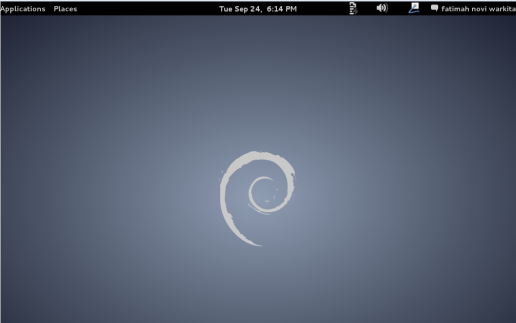 Applications Places Tue Sep 24, 6:14 PM fatimah novi warkita